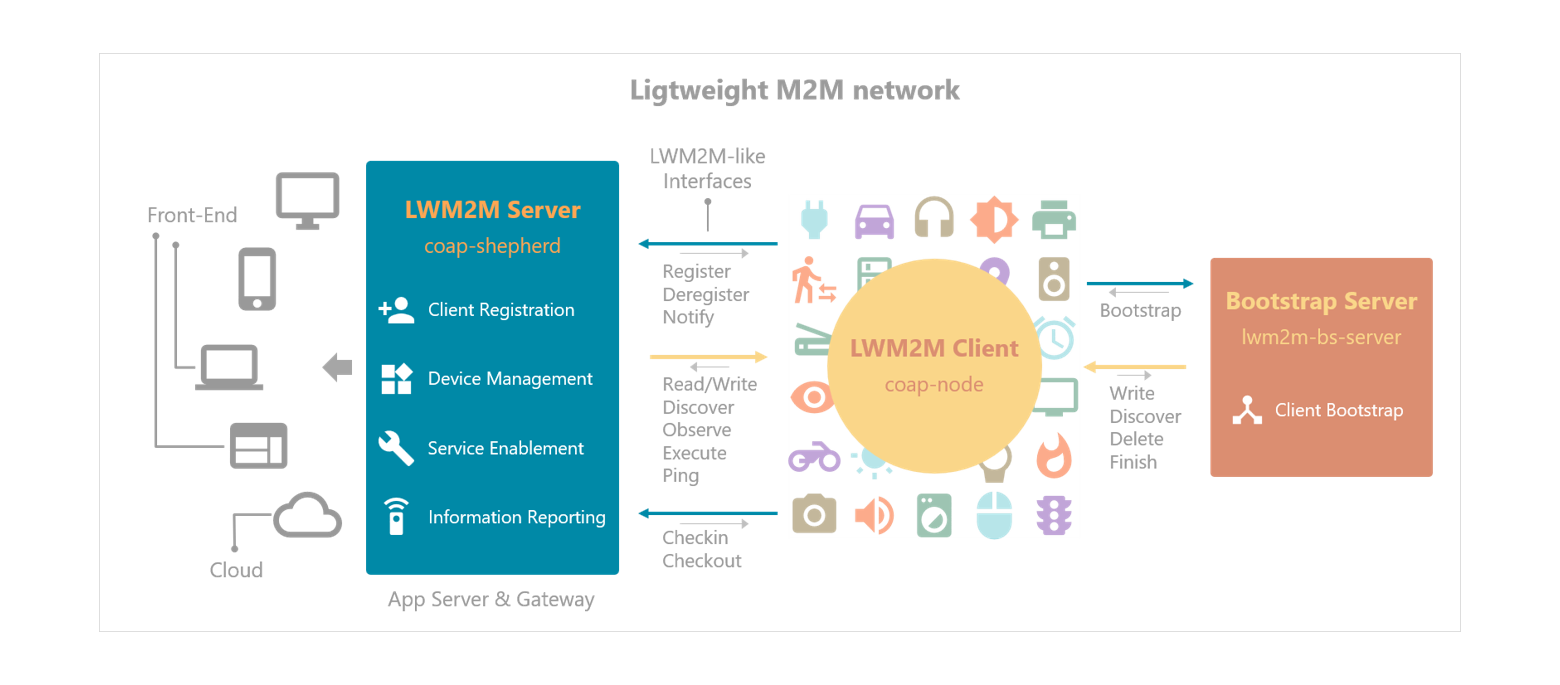 Ligtweight M2M network
LWM2M-like
Interfaces
Front-End
LWM2M Server
coap-shepherd
Client Registration
Device Management
Service Enablement
Information Reporting
App Server & Gateway
Cloud
Register
Deregister
Notify
Read/Write
Discover
Observe
Execute
Ping
Checkin
Checkout
LWM2M Client
coap-node
Bootstrap
Write
Discover
Delete
Finish
Bootstrap Server
lwm2m-bs-server
Client Bootstrap